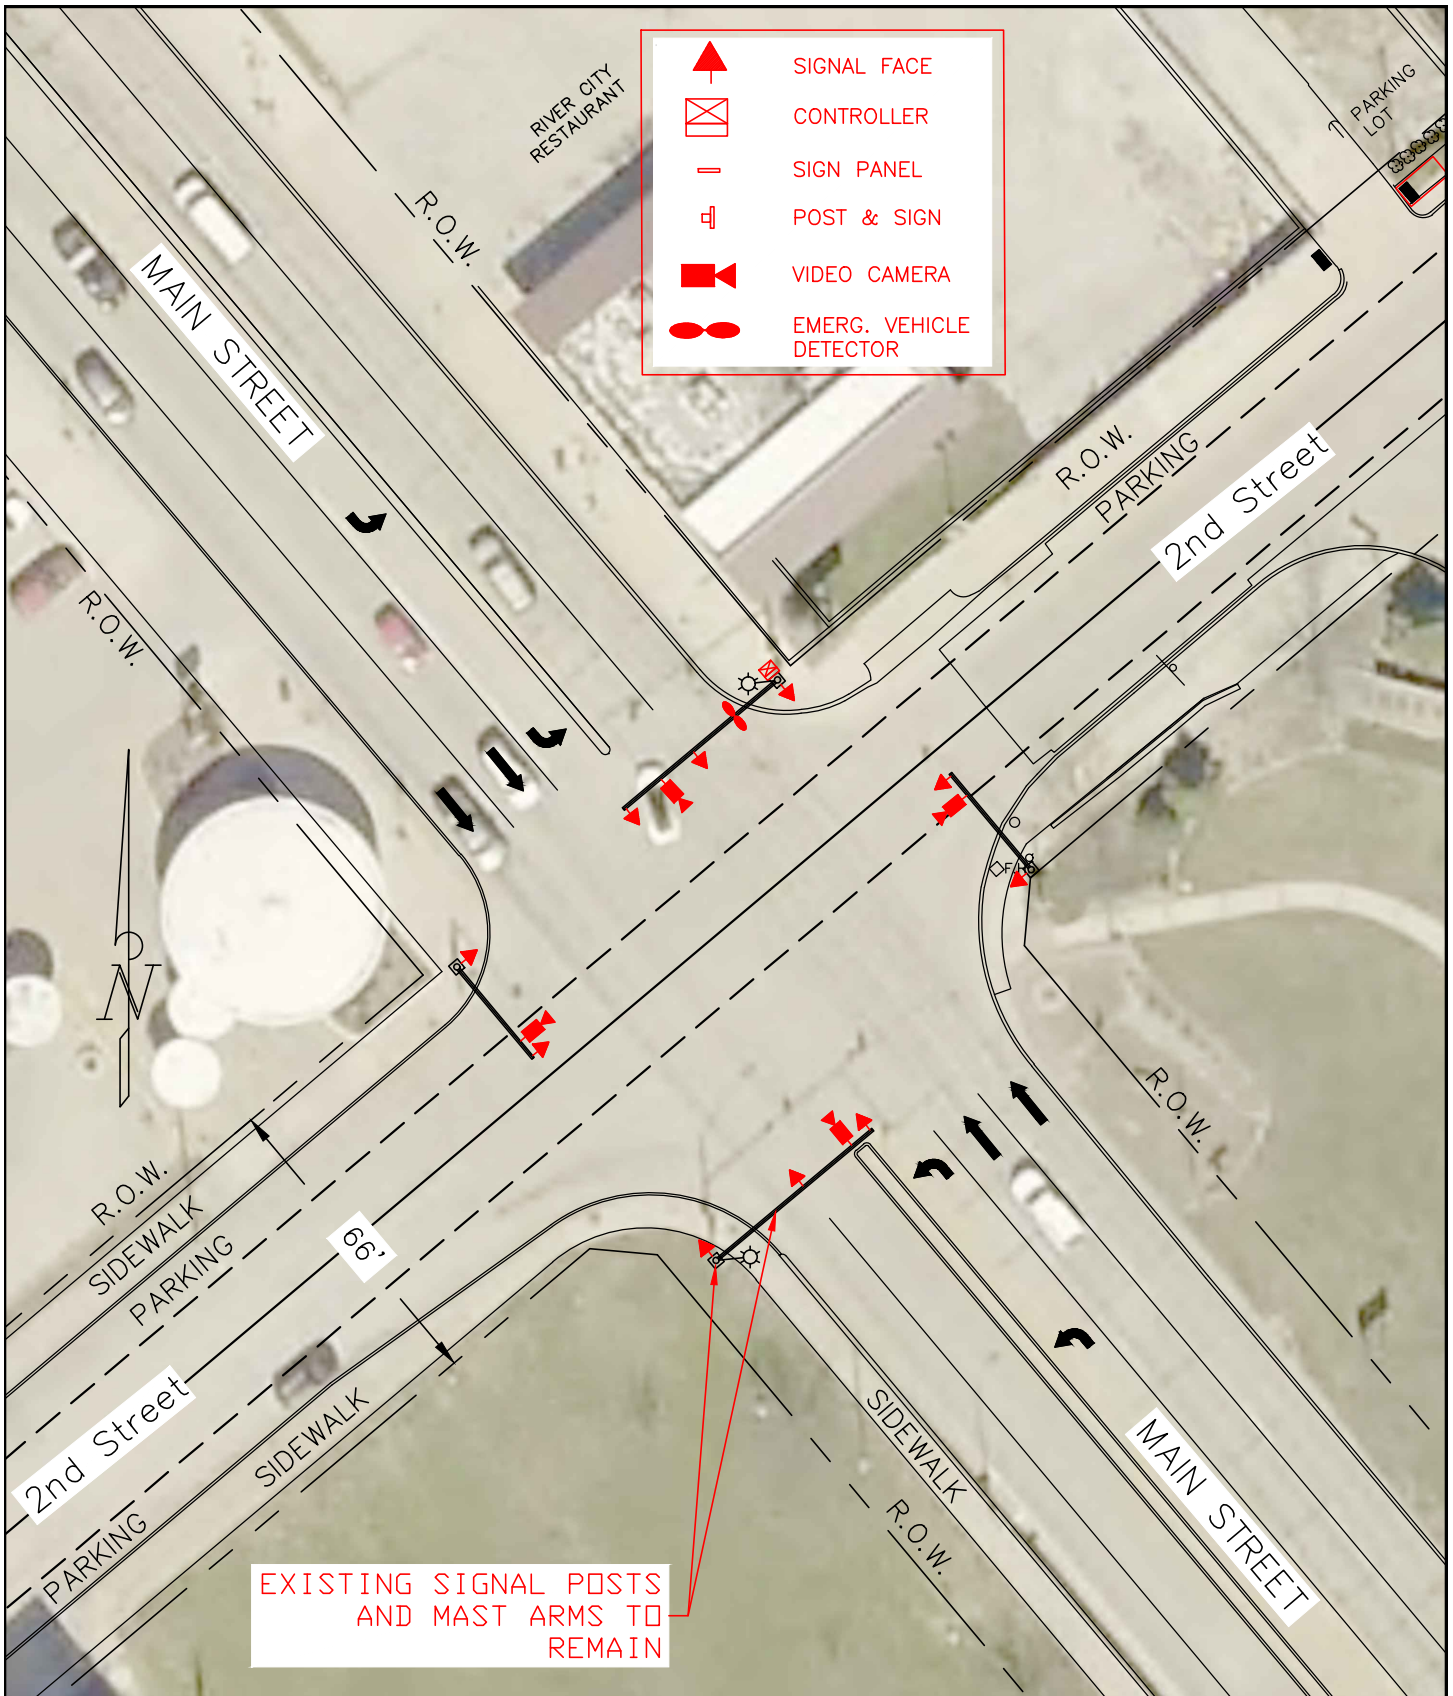 SIGNAL FACE
CONTROLLER
SIGN PANEL
POST & SIGN
VIDEO CAMERA
EMERG. VEHICLE
DETECTOR
RIVER CITY
RESTAURANT
PARKING
LOT
R.O.W.
MAIN STREET
R.O.W.
PARKING
2nd Street
R.O.W.
N
R.O.W.
R.O.W.
SIDEWALK
PARKING
66'
2nd Street
SIDEWALK
PARKING
SIDEWALK
R.O.W.
MAIN STREET
EXISTING SIGNAL POSTS
AND MAST ARMS TO
REMAIN